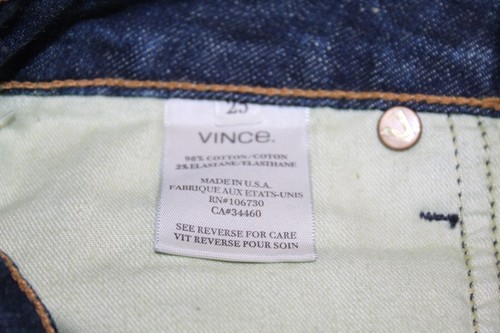 25
VINCE.
98% COTTON/COTON
2% ELASTANE/ELASTHANE
MADE IN U.S.A.
FABRIQUE AUX ETATS-UNIS
RN#106730
CA#34460
SEE REVERSE FOR CARE
VIT REVERSE POUR SOIN